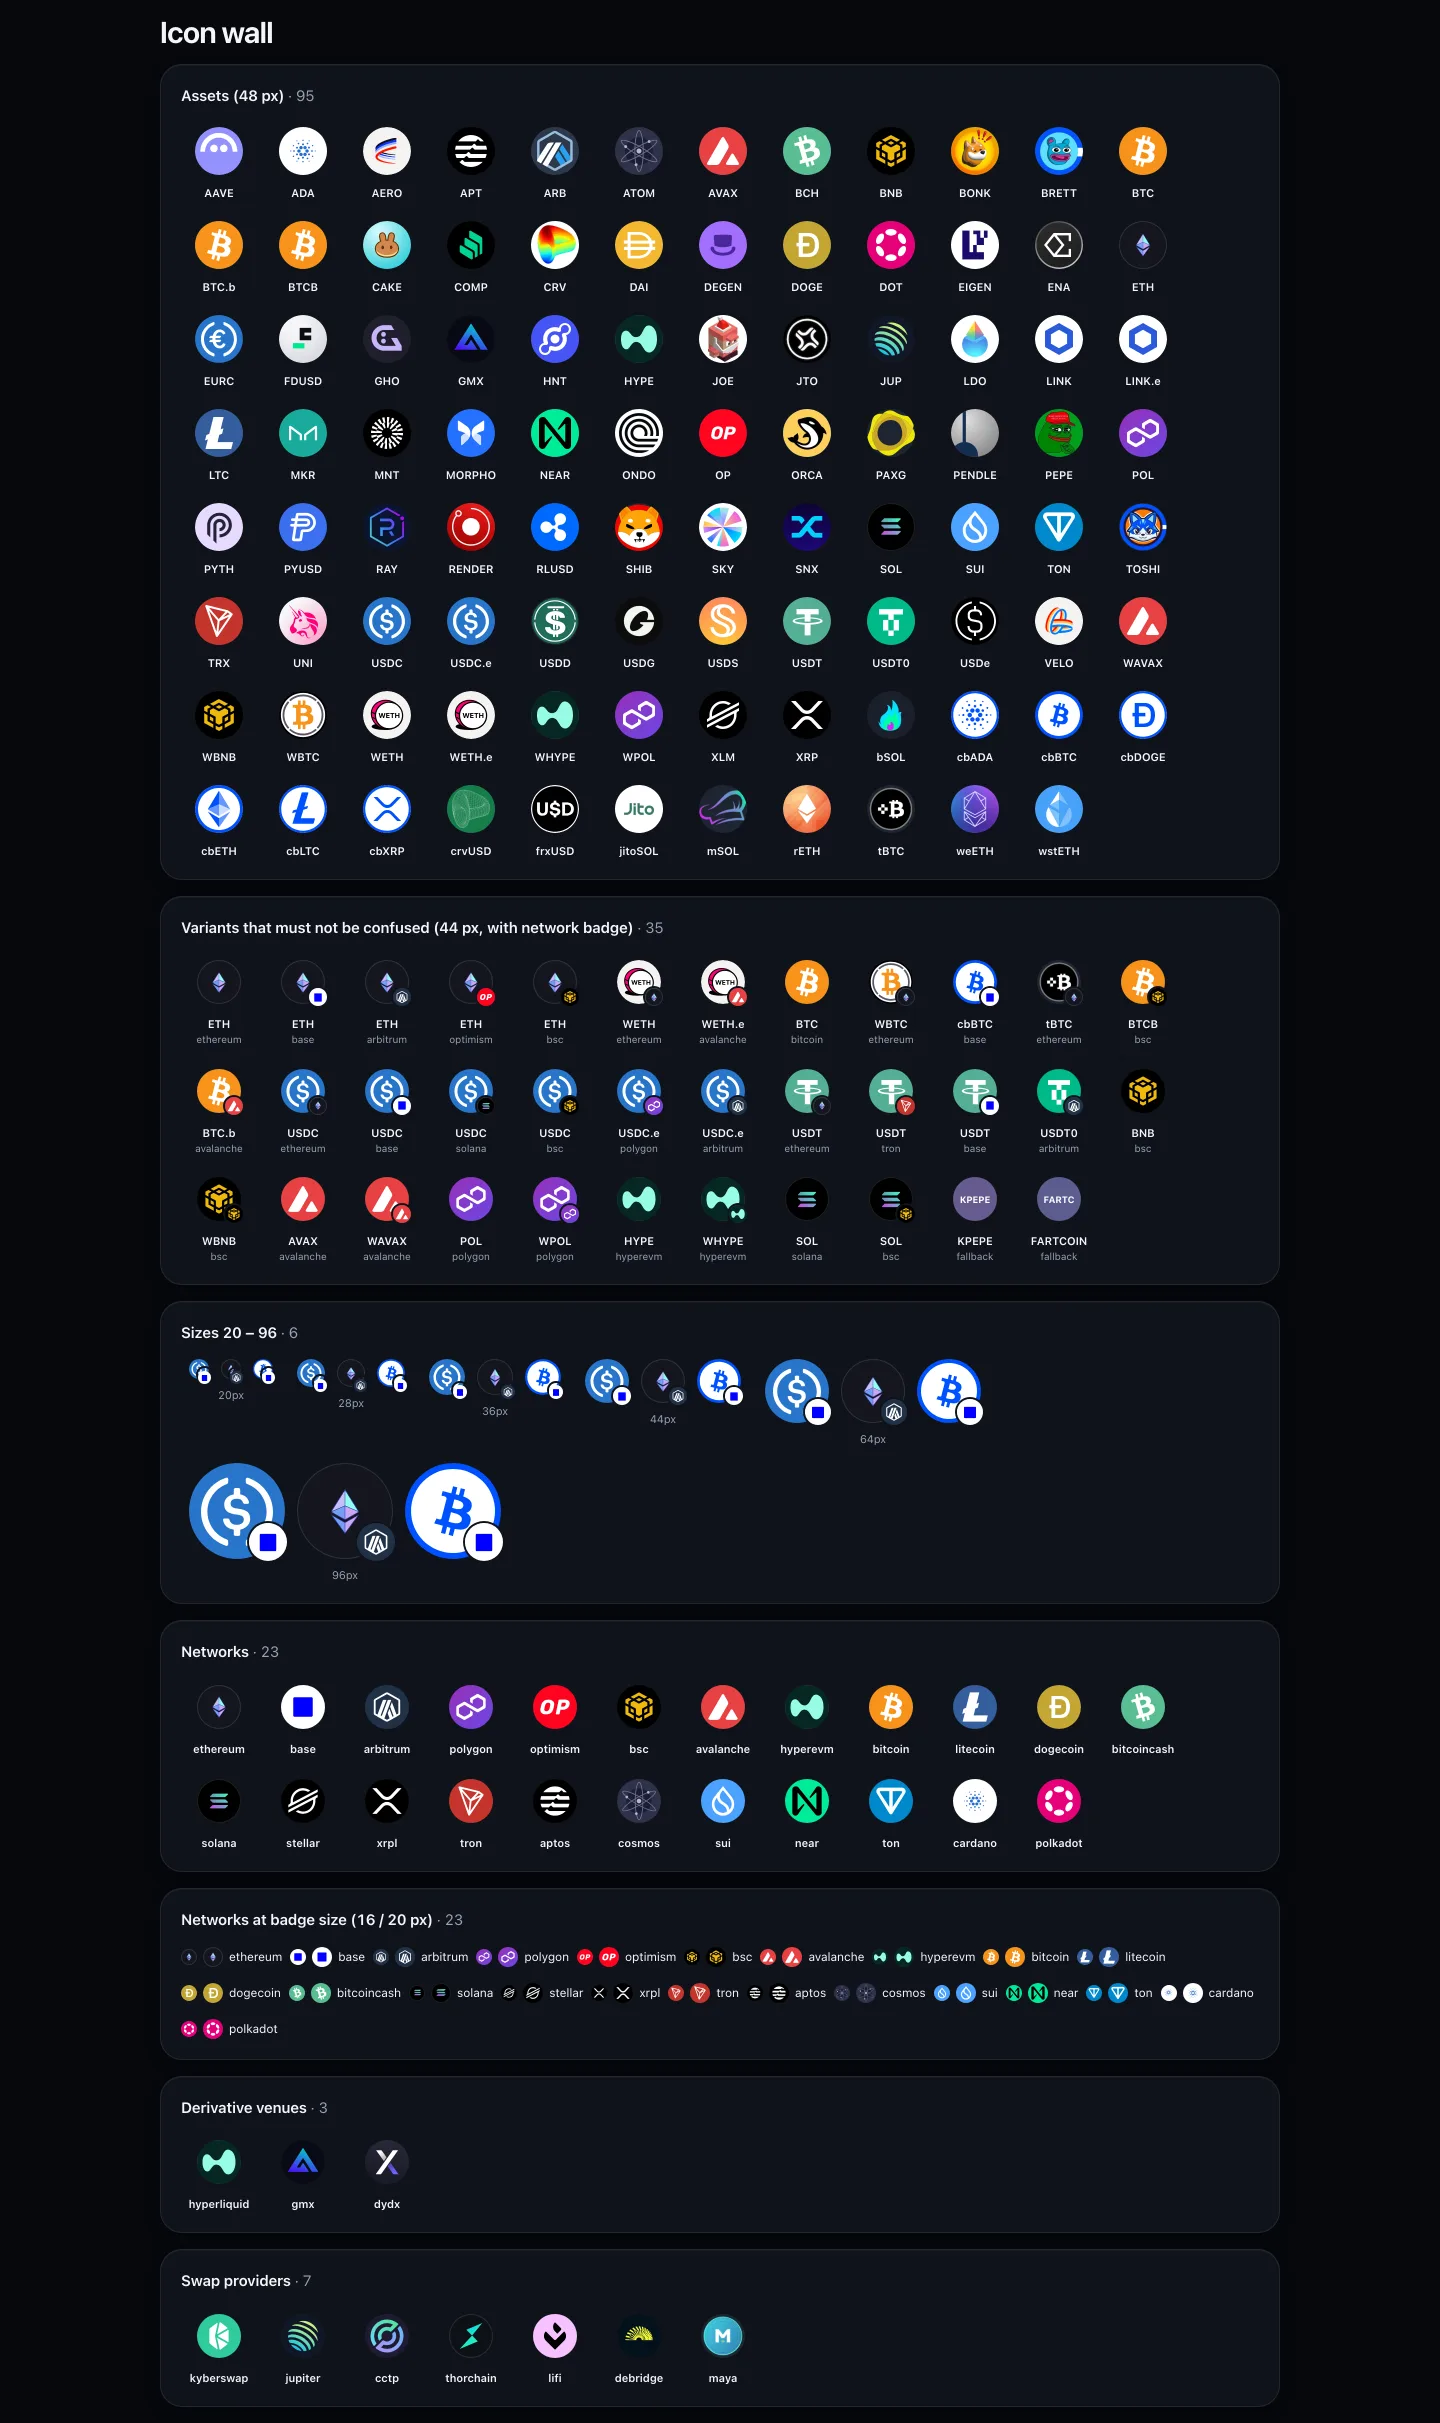 Icon wall
Assets (48 px) · 95
AAVE ADA AERO APT ARB ATOM AVAX BCH BNB BONK BRETT BTC
BTC.b BTCB CAKE COMP CRV DAI DEGEN DOGE DOT EIGEN ENA ETH
EURC FDUSD GHO GMX HNT HYPE JOE JTO JUP LDO LINK LINK.e
OP
LTC MKR MNT MORPHO NEAR ONDO OP ORCA PAXG PENDLE PEPE POL
PYTH PYUSD RAY RENDER RLUSD SHIB SKY SNX SOL SUI TON TOSHI
TRX UNI USDC USDC.e USDD USDG USDS USDT USDT0 USDe VELO WAVAX
WETH WETH
WBNB WBTC WETH WETH.e WHYPE WPOL XLM XRP bSOL cbADA cbBTC cbDOGE
U$D Jito
cbETH cbLTC cbXRP crvUSD frxUSD jitoSOL mSOL rETH tBTC weETH wstETH
Variants that must not be confused (44 px, with network badge) · 35
OP WETH WETH
ETH ETH ETH ETH ETH WETH WETH.e BTC WBTC cbBTC tBTC BTCB
ethereum base arbitrum optimism bsc ethereum avalanche bitcoin ethereum base ethereum bsc
BTC.b USDC USDC USDC USDC USDC.e USDC.e USDT USDT USDT USDT0 BNB
avalanche ethereum base solana bsc polygon arbitrum ethereum tron base arbitrum bsc
KPEPE FARTC
WBNB AVAX WAVAX POL WPOL HYPE WHYPE SOL SOL KPEPE FARTCOIN
bsc avalanche avalanche polygon polygon hyperevm hyperevm solana bsc fallback fallback
Sizes 20 – 96 · 6
20px 28px 36px 44px 64px
96px
Networks · 23
OP
ethereum base arbitrum polygon optimism bsc avalanche hyperevm bitcoin litecoin dogecoin bitcoincash
solana stellar xrpl tron aptos cosmos sui near ton cardano polkadot
Networks at badge size (16 / 20 px) · 23
ethereum base arbitrum polygon OP OP optimism bsc avalanche hyperevm bitcoin litecoin
dogecoin bitcoincash solana stellar xrpl tron aptos cosmos sui near ton cardano
polkadot
Derivative venues · 3
hyperliquid gmx dydx
Swap providers · 7
kyberswap jupiter cctp thorchain lifi debridge maya